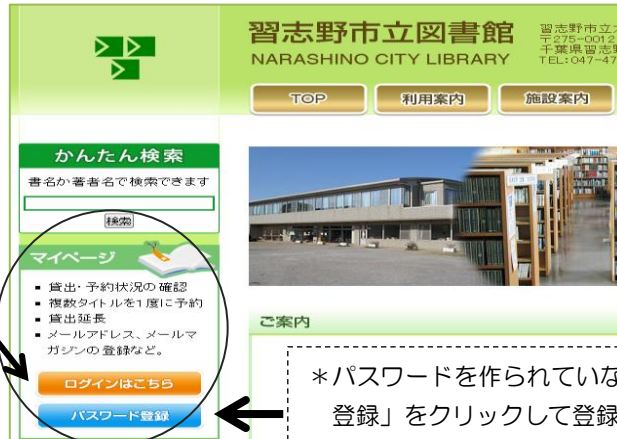 習志野市立図書館
NARASHINO CITY LIBRARY
習志野市立
〒275-0012
千葉県習志
TEL:047-47
TOP
利用案内
施設案内
かんたん検索
書名か著者名で検索できます
検索
マイページ
■ 貸出・予約状況の確認
■ 複数タイトルを1度に予約
■ 貸出延長
■ メールアドレス、メールマ
ガジンの登録など。
ログインはこちら
パスワード登録
ご案内
＊パスワードを作られていな
登録」をクリックして登録